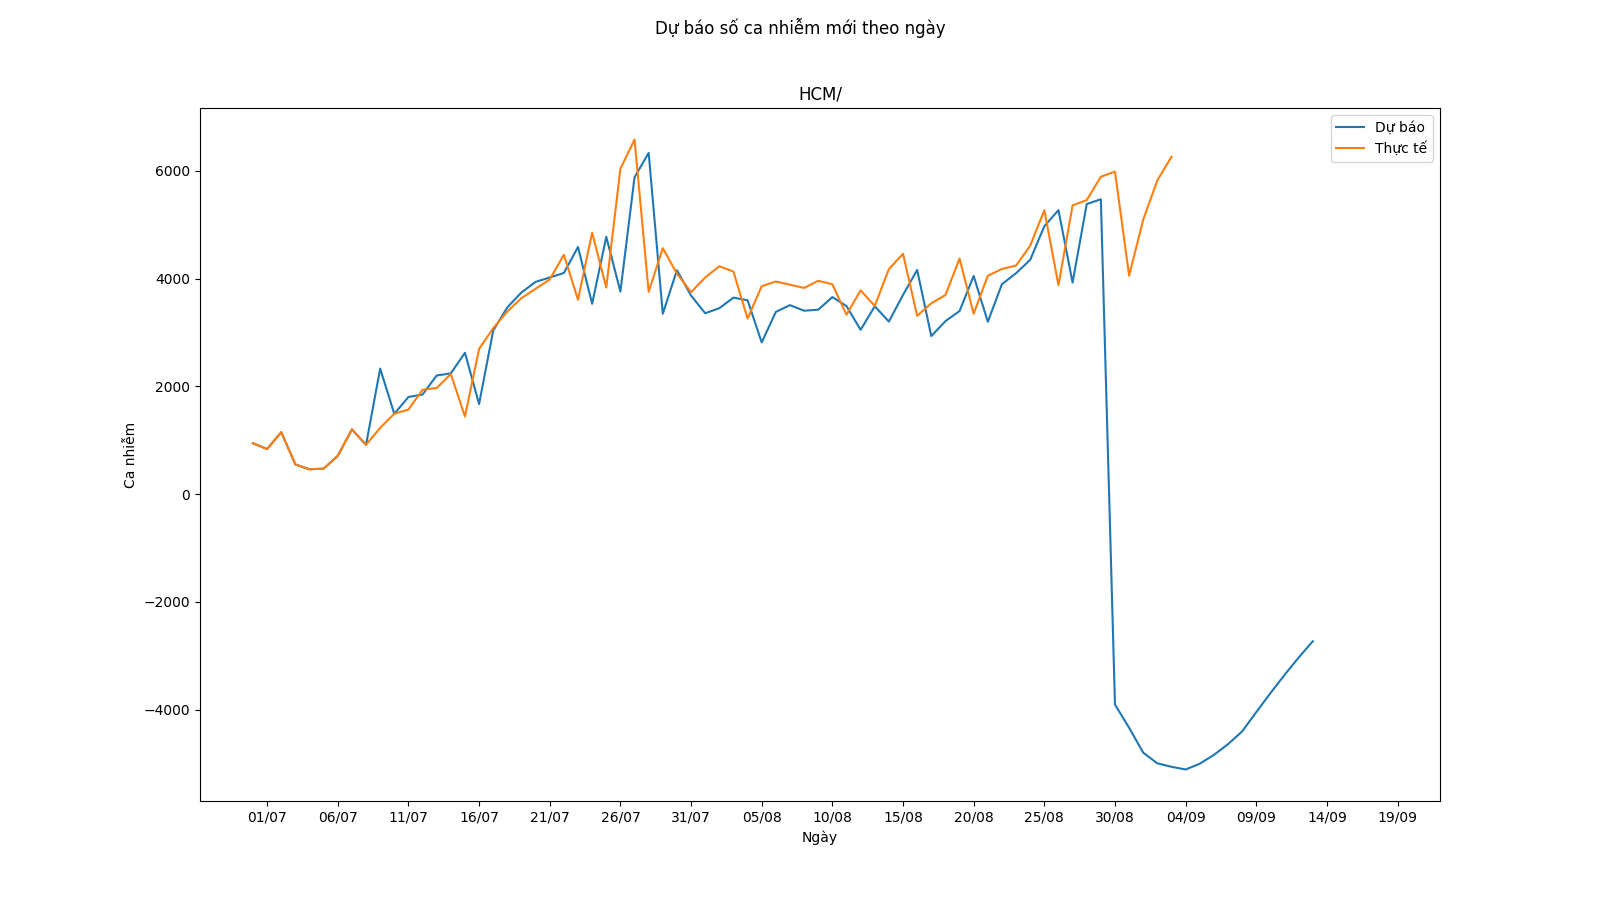 Dự báo số ca nhiễm mới theo ngày
HCM/
Dự báo
Thực tế
6000
4000
2000
0
−2000
−4000
Ca nhiễm
01/07 06/07 11/07 16/07 21/07 26/07 31/07 05/08 10/08 15/08 20/08 25/08 30/08 04/09 09/09 14/09 19/09
Ngày